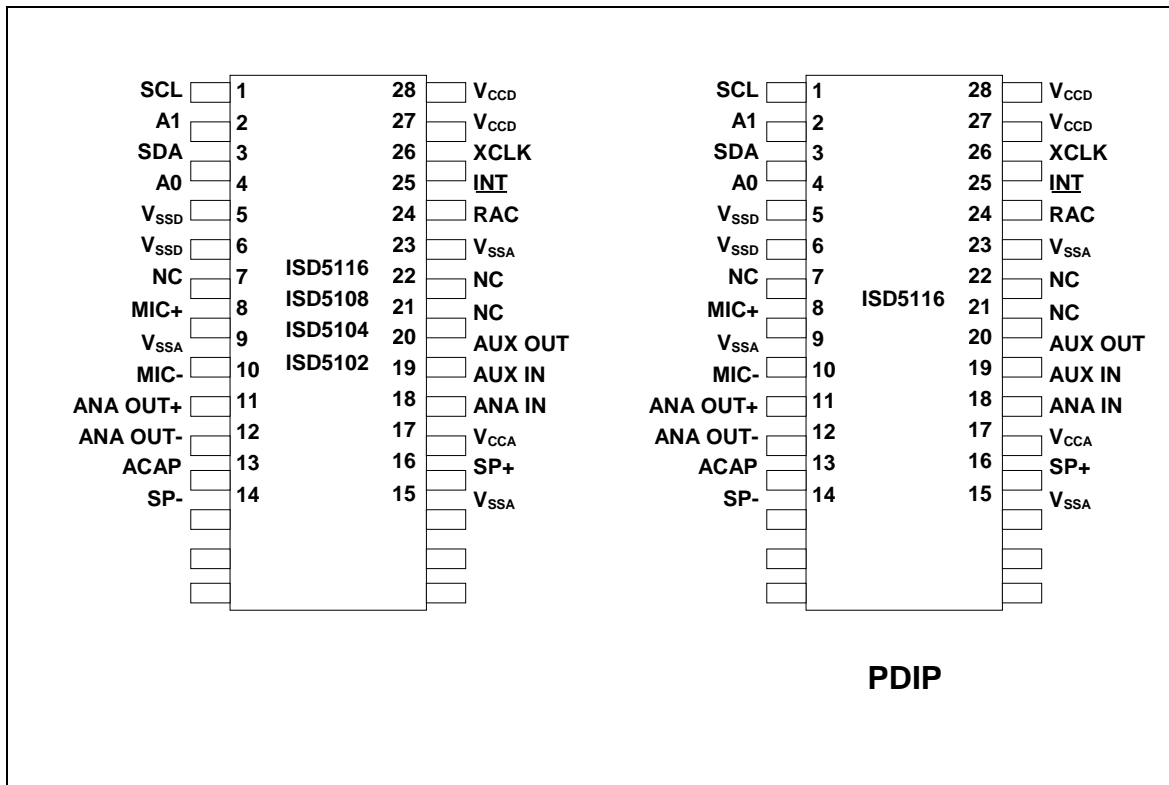 SCL 1 28 VCCD
A1 2 27 VCCD
SDA 3 26 XCLK
A0 4 25 INT
VSSD 5 24 RAC
VSSD 6 23 VSSA
NC 7 ISD5116 22 NC
MIC+ 8 ISD5108 21 NC
VSSA 9 ISD5104 20 AUX OUT
MIC- 10 ISD5102 19 AUX IN
ANA OUT+ 11 18 ANA IN
ANA OUT- 12 17 VCCA
ACAP 13 16 SP+
SP- 14 15 VSSA
SCL 1 28 VCCD
A1 2 27 VCCD
SDA 3 26 XCLK
A0 4 25 INT
VSSD 5 24 RAC
VSSD 6 23 VSSA
NC 7 22 NC
MIC+ 8 ISD5116 21 NC
VSSA 9 20 AUX OUT
MIC- 10 19 AUX IN
ANA OUT+ 11 18 ANA IN
ANA OUT- 12 17 VCCA
ACAP 13 16 SP+
SP- 14 15 VSSA
PDIP